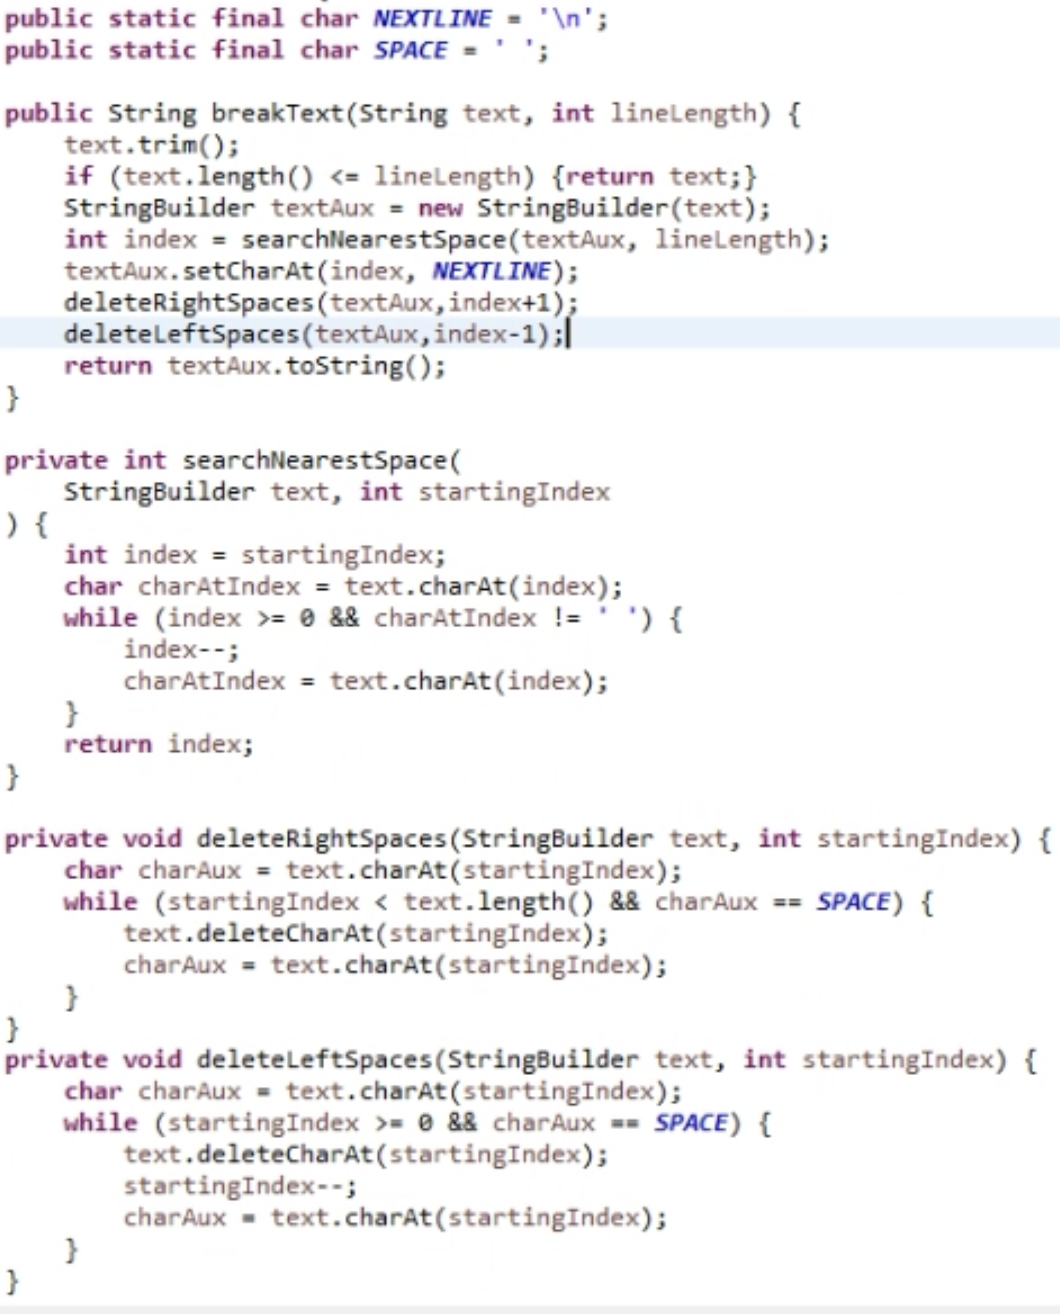 public static final char NEXTLINE = '\n';
public static final char SPACE = ' ';

public String breakText(String text, int lineLength) {
    text.trim();
    if (text.length() <= lineLength) {return text;}
    StringBuilder textAux = new StringBuilder(text);
    int index = searchNearestSpace(textAux, lineLength);
    textAux.setCharAt(index, NEXTLINE);
    deleteRightSpaces(textAux,index+1);
    deleteLeftSpaces(textAux,index-1);
    return textAux.toString();
}

private int searchNearestSpace(
    StringBuilder text, int startingIndex
) {
    int index = startingIndex;
    char charAtIndex = text.charAt(index);
    while (index >= 0 && charAtIndex != ' ') {
        index--;
        charAtIndex = text.charAt(index);
    }
    return index;
}

private void deleteRightSpaces(StringBuilder text, int startingIndex) {
    char charAux = text.charAt(startingIndex);
    while (startingIndex < text.length() && charAux == SPACE) {
        text.deleteCharAt(startingIndex);
        charAux = text.charAt(startingIndex);
    }
}
private void deleteLeftSpaces(StringBuilder text, int startingIndex) {
    char charAux = text.charAt(startingIndex);
    while (startingIndex >= 0 && charAux == SPACE) {
        text.deleteCharAt(startingIndex);
        startingIndex--;
        charAux = text.charAt(startingIndex);
    }
}